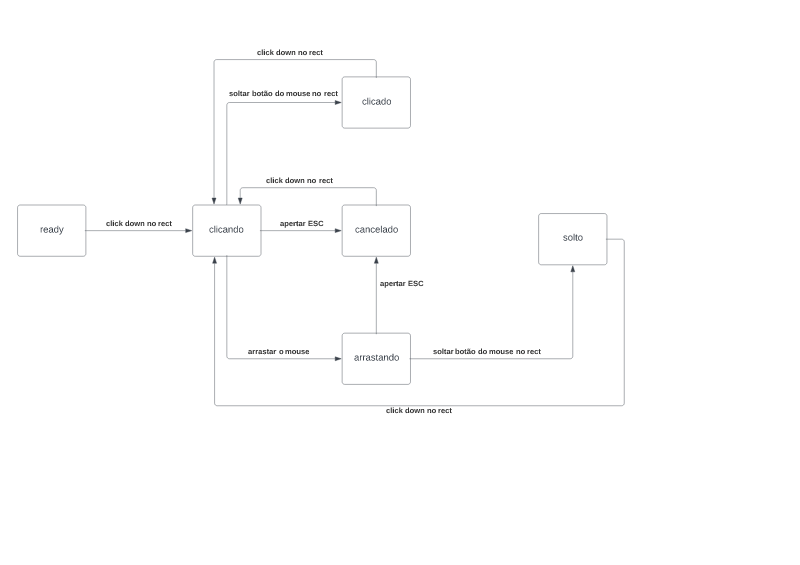 click down no rect
soltar botão do mouse no rect
clicado
click down no rect
ready
click down no rect
clicando
apertar ESC
cancelado
solto
apertar ESC
arrastar o mouse
arrastando
soltar botão do mouse no rect
click down no rect